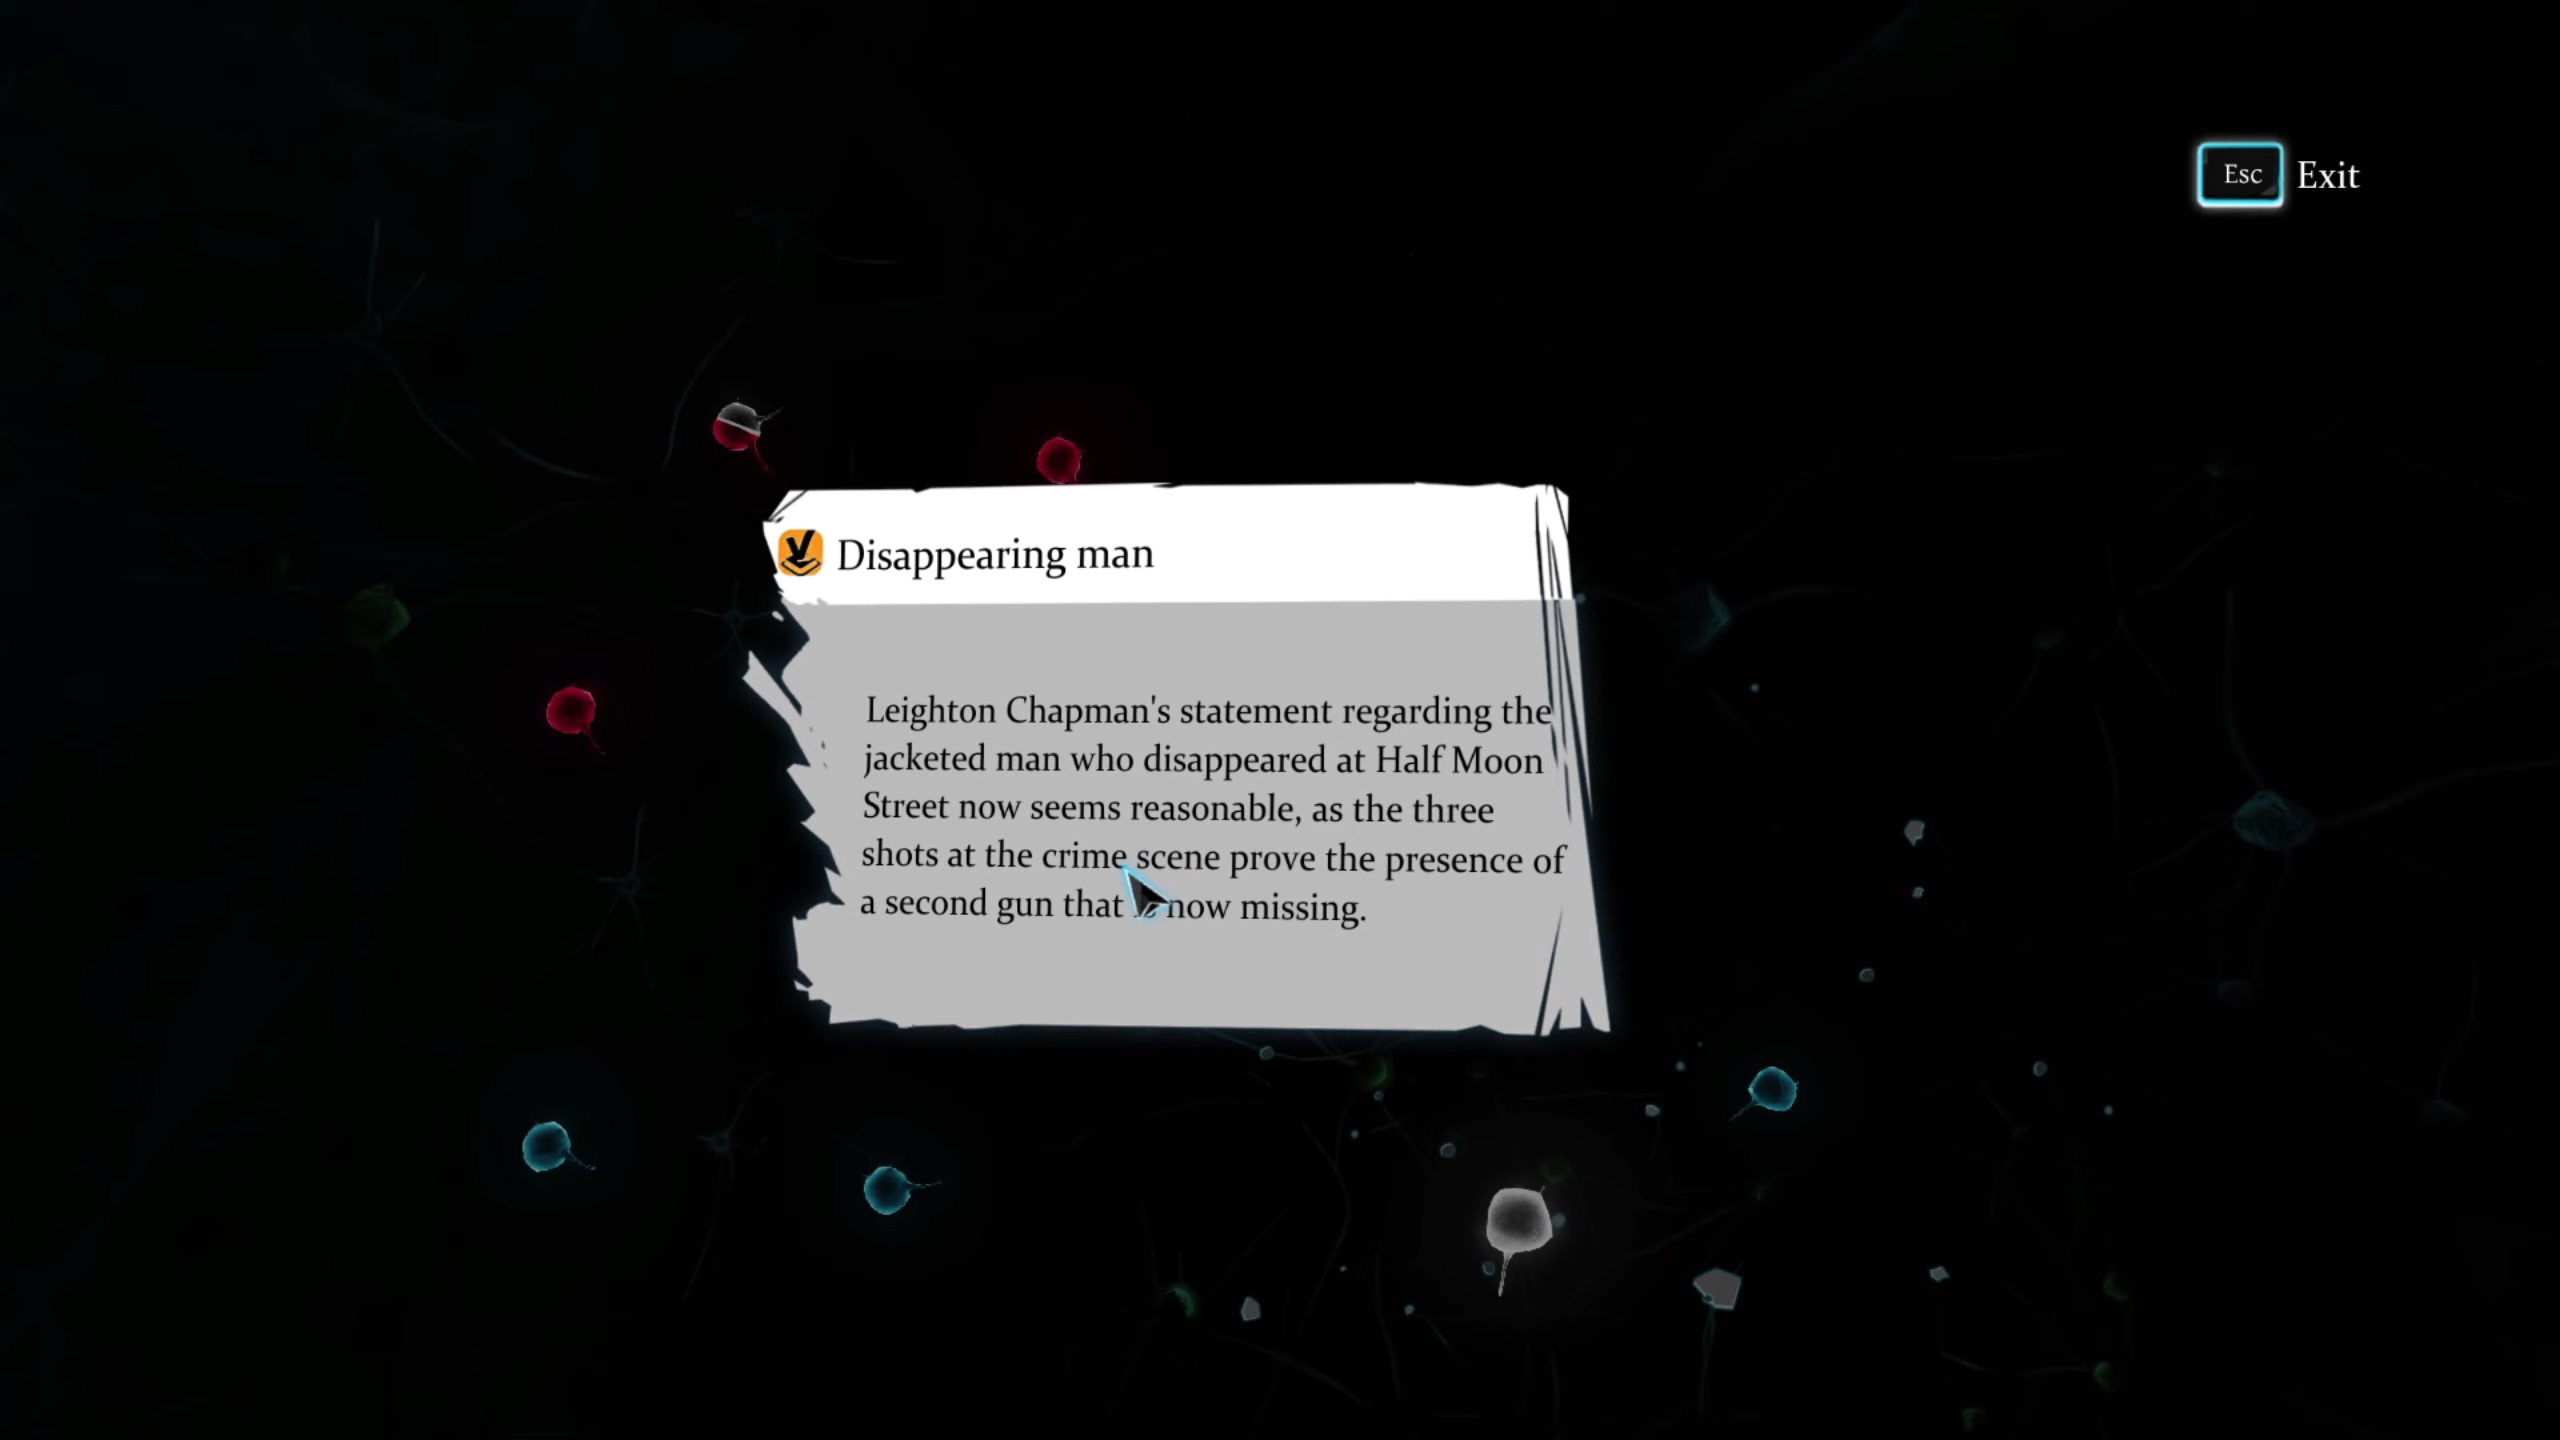 Esc Exit
Disappearing man
Leighton Chapman's statement regarding the
jacketed man who disappeared at Half Moon
Street now seems reasonable, as the three
shots at the crime scene prove the presence of
a second gun that now missing.